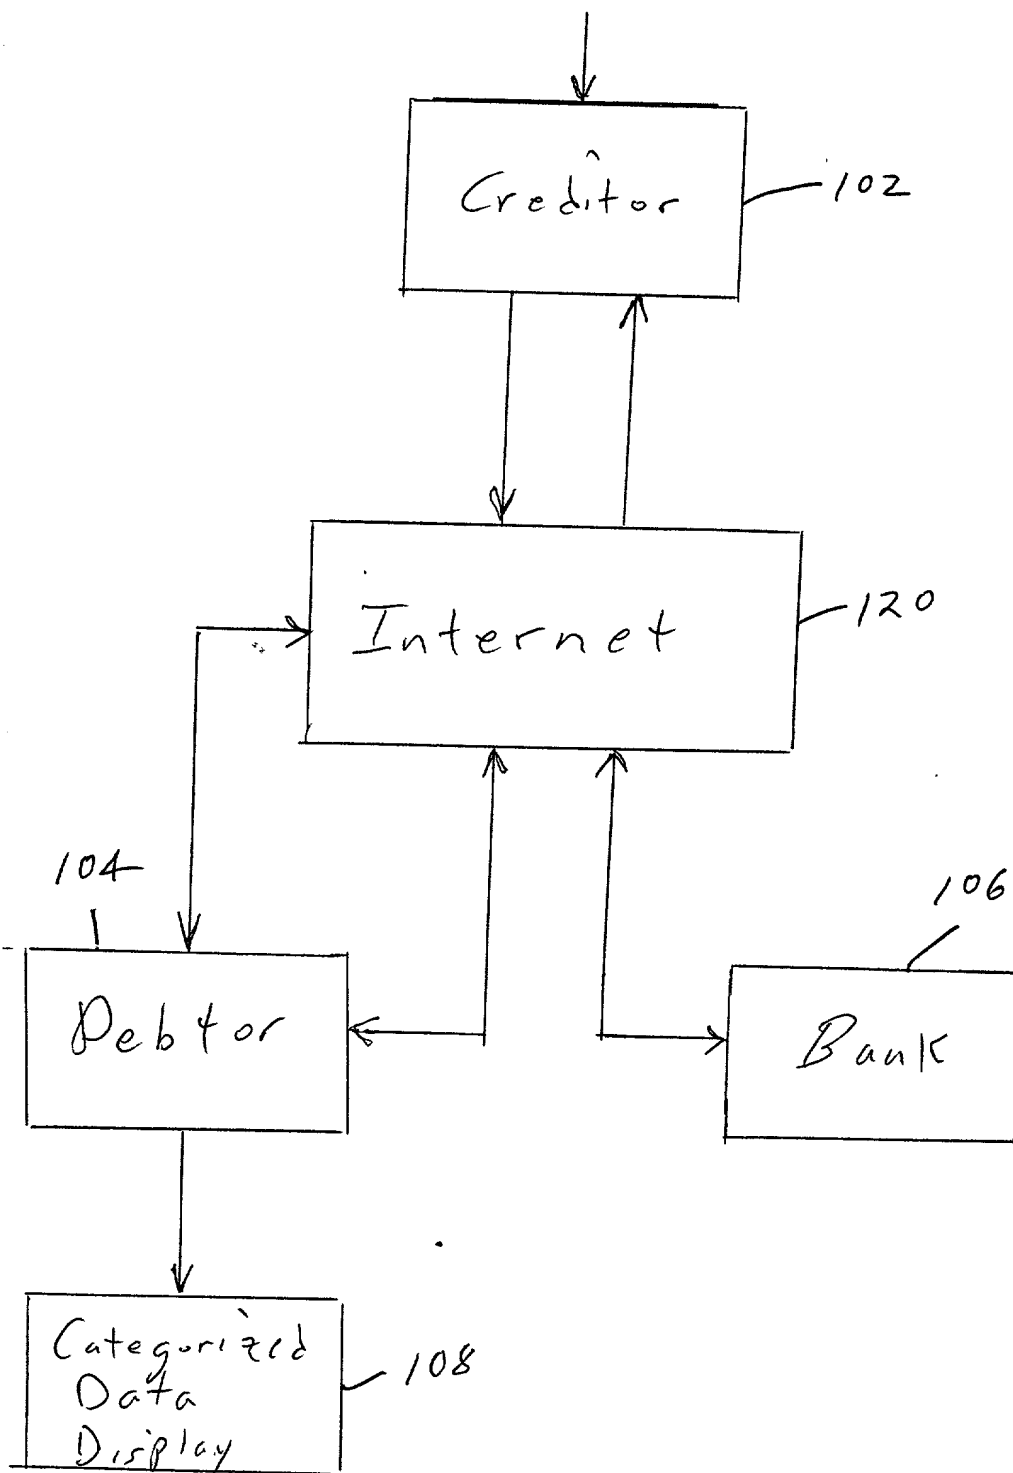 Creditor
102
Internet
120
104
Debtor
106
Bank
Categorized
Data
Display
108